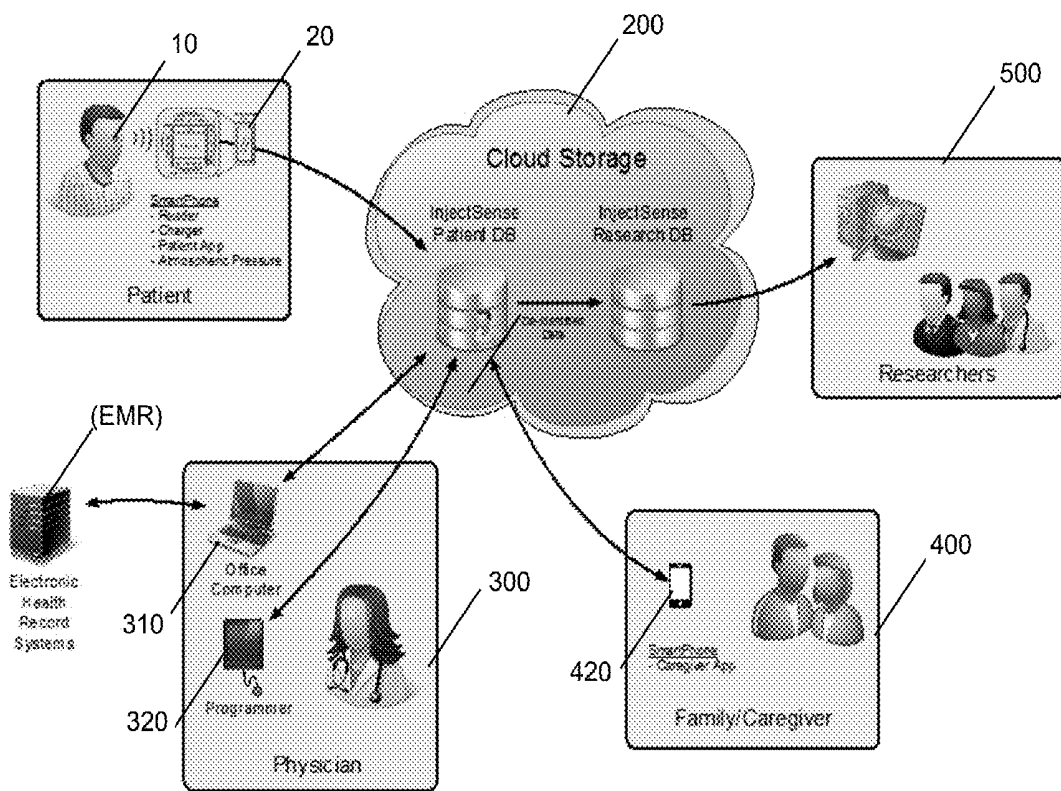 10
20
200
500
SmartPhone
- Reader
- Charger
- Patient App
- Atmospheric Pressure
Patient
Cloud Storage
InjectSense
Patient DB
InjectSense
Research DB
Researchers
(EMR)
Electronic
Health
Record
Systems
Office
Computer
310
300
320
Programmer
Physician
SmartPhone
Caregiver App
420
400
Family/Caregiver